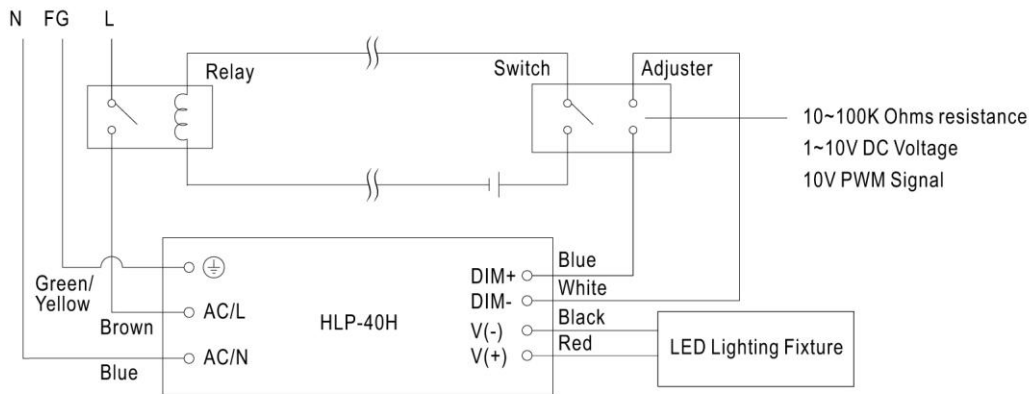 N FG L
Relay
Switch
Adjuster
10~100K Ohms resistance
1~10V DC Voltage
10V PWM Signal
Green/
Yellow
Brown
Blue
AC/L
AC/N
HLP-40H
DIM+
DIM-
V(-)
V(+)
Blue
White
Black
Red
LED Lighting Fixture